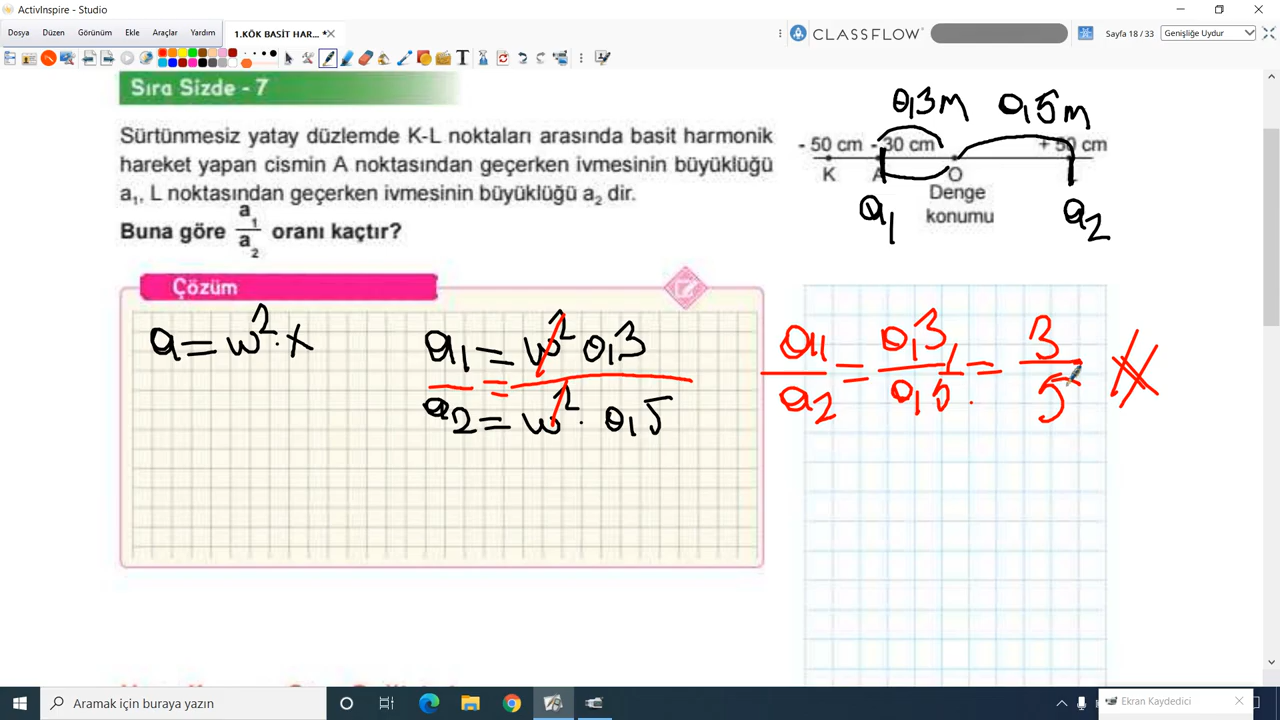 ActivInspire - Studio
Dosya Düzen Görünüm Ekle Araçlar Yardım
1.KÖK BASİT HAR... *
CLASSFLOW
Sayfa 18 / 33
Genişliğe Uydur
Sıra Sizde - 7
Sürtünmesiz yatay düzlemde K-L noktaları arasında basit harmonik
hareket yapan cismin A noktasından geçerken ivmesinin büyüklüğü
a₁, L noktasından geçerken ivmesinin büyüklüğü a₂ dir.
Buna göre a₁/a₂ oranı kaçtır?
0,3m 0,5m
- 50 cm - 30 cm + 50 cm
K A O
Denge
konumu
a₁ a₂
Çözüm
a = w²·x
a₁ = w² 0,3
a₂ = w² · 0,5
a₁/a₂ = 0,3/0,5 = 3/5
Aramak için buraya yazın
Ekran Kaydedici